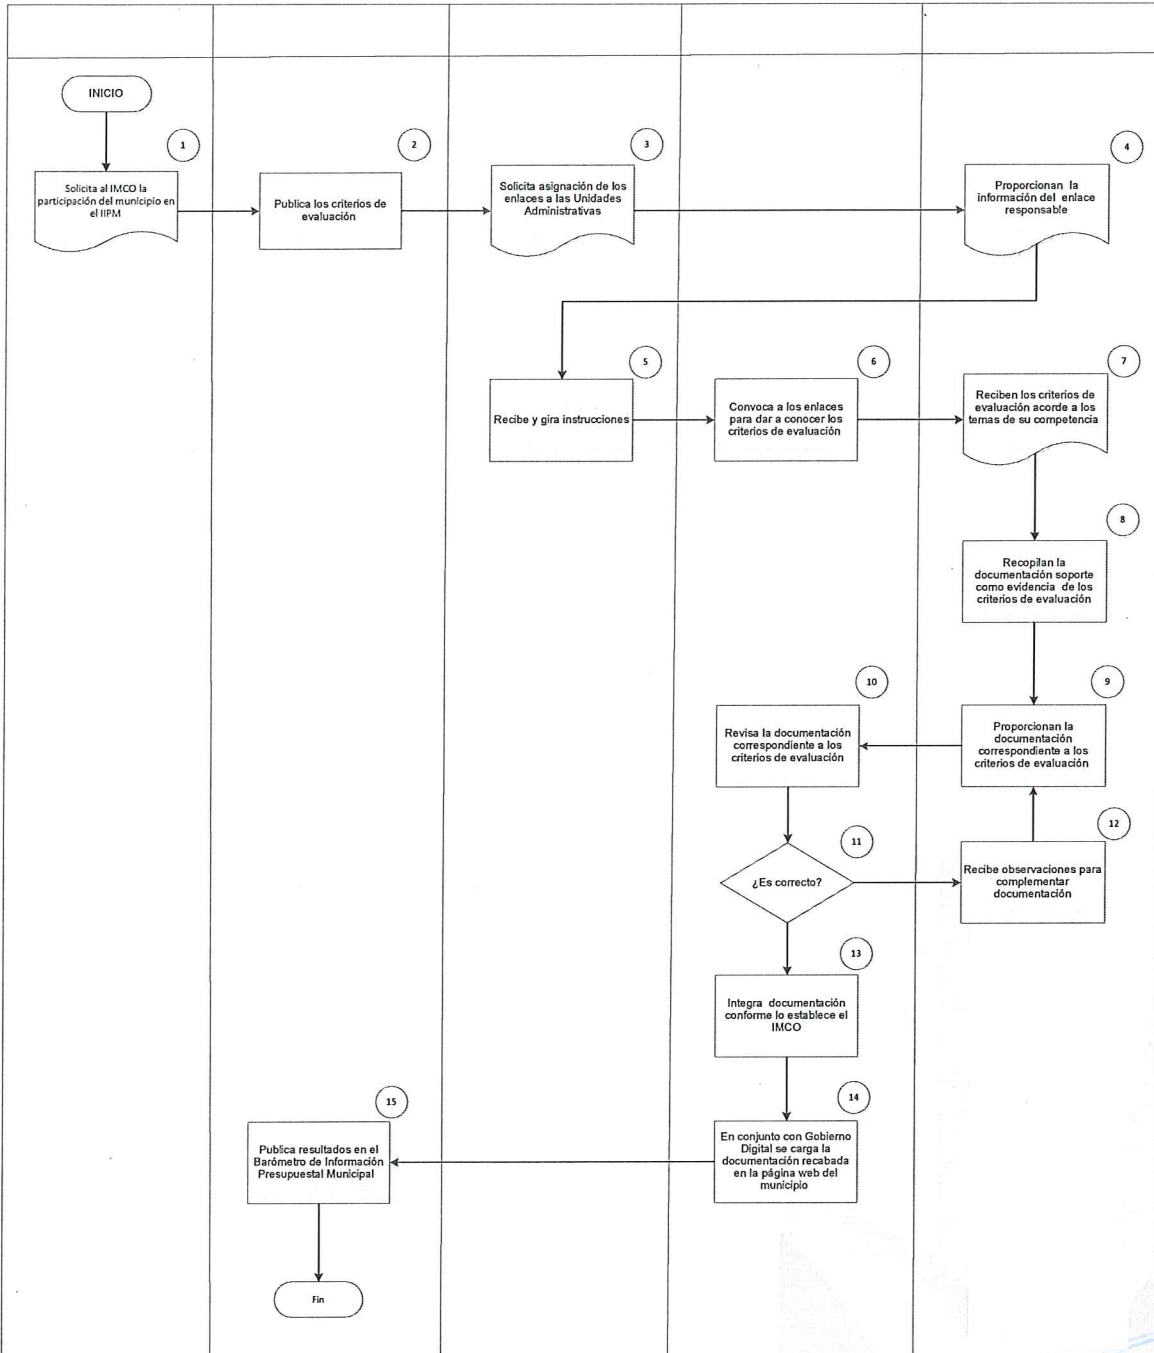 INICIO
1
Solicita al IMCO la
participación del municipio en
el IIPM
2
Publica los criterios de
evaluación
3
Solicita asignación de los
enlaces a las Unidades
Administrativas
4
Proporcionan la
información del enlace
responsable
5
Recibe y gira instrucciones
6
Convoca a los enlaces
para dar a conocer los
criterios de evaluación
7
Reciben los criterios de
evaluación acorde a los
temas de su competencia
8
Recopilan la
documentación soporte
como evidencia de los
criterios de evaluación
9
Proporcionan la
documentación
correspondiente a los
criterios de evaluación
10
Revisa la documentación
correspondiente a los
criterios de evaluación
11
¿Es correcto?
12
Recibe observaciones para
complementar
documentación
13
Integra documentación
conforme lo establece el
IMCO
14
En conjunto con Gobierno
Digital se carga la
documentación recabada
en la página web del
municipio
15
Publica resultados en el
Barómetro de Información
Presupuestal Municipal
Fin